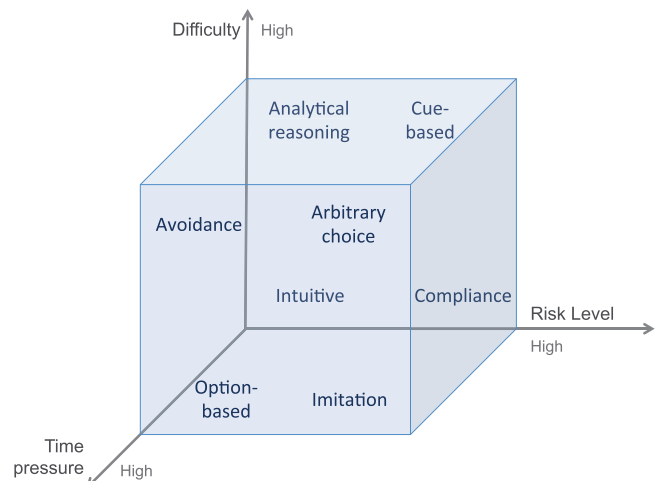 Difficulty
High
Analytical
reasoning
Cue-
based
Avoidance
Arbitrary
choice
Intuitive
Compliance
Risk Level
High
Option-
based
Imitation
Time
pressure
High